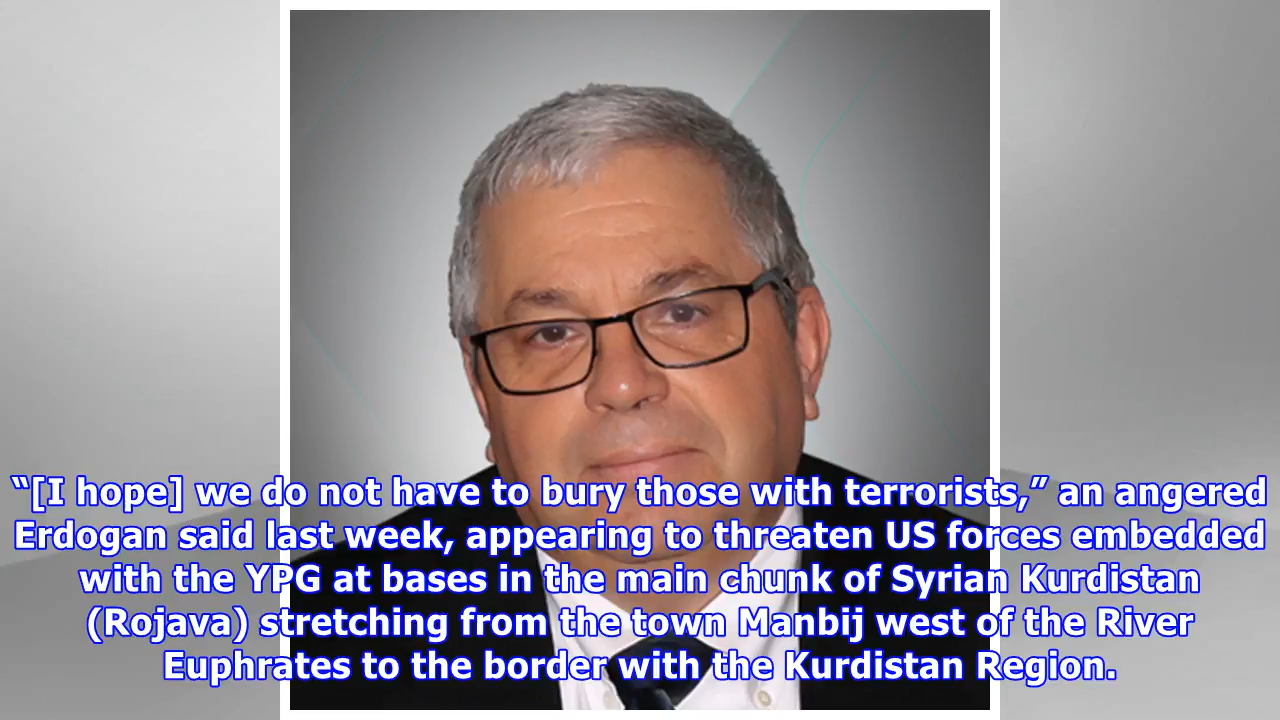 “[I hope] we do not have to bury those with terrorists,” an angered
Erdogan said last week, appearing to threaten US forces embedded
with the YPG at bases in the main chunk of Syrian Kurdistan
(Rojava) stretching from the town Manbij west of the River
Euphrates to the border with the Kurdistan Region.